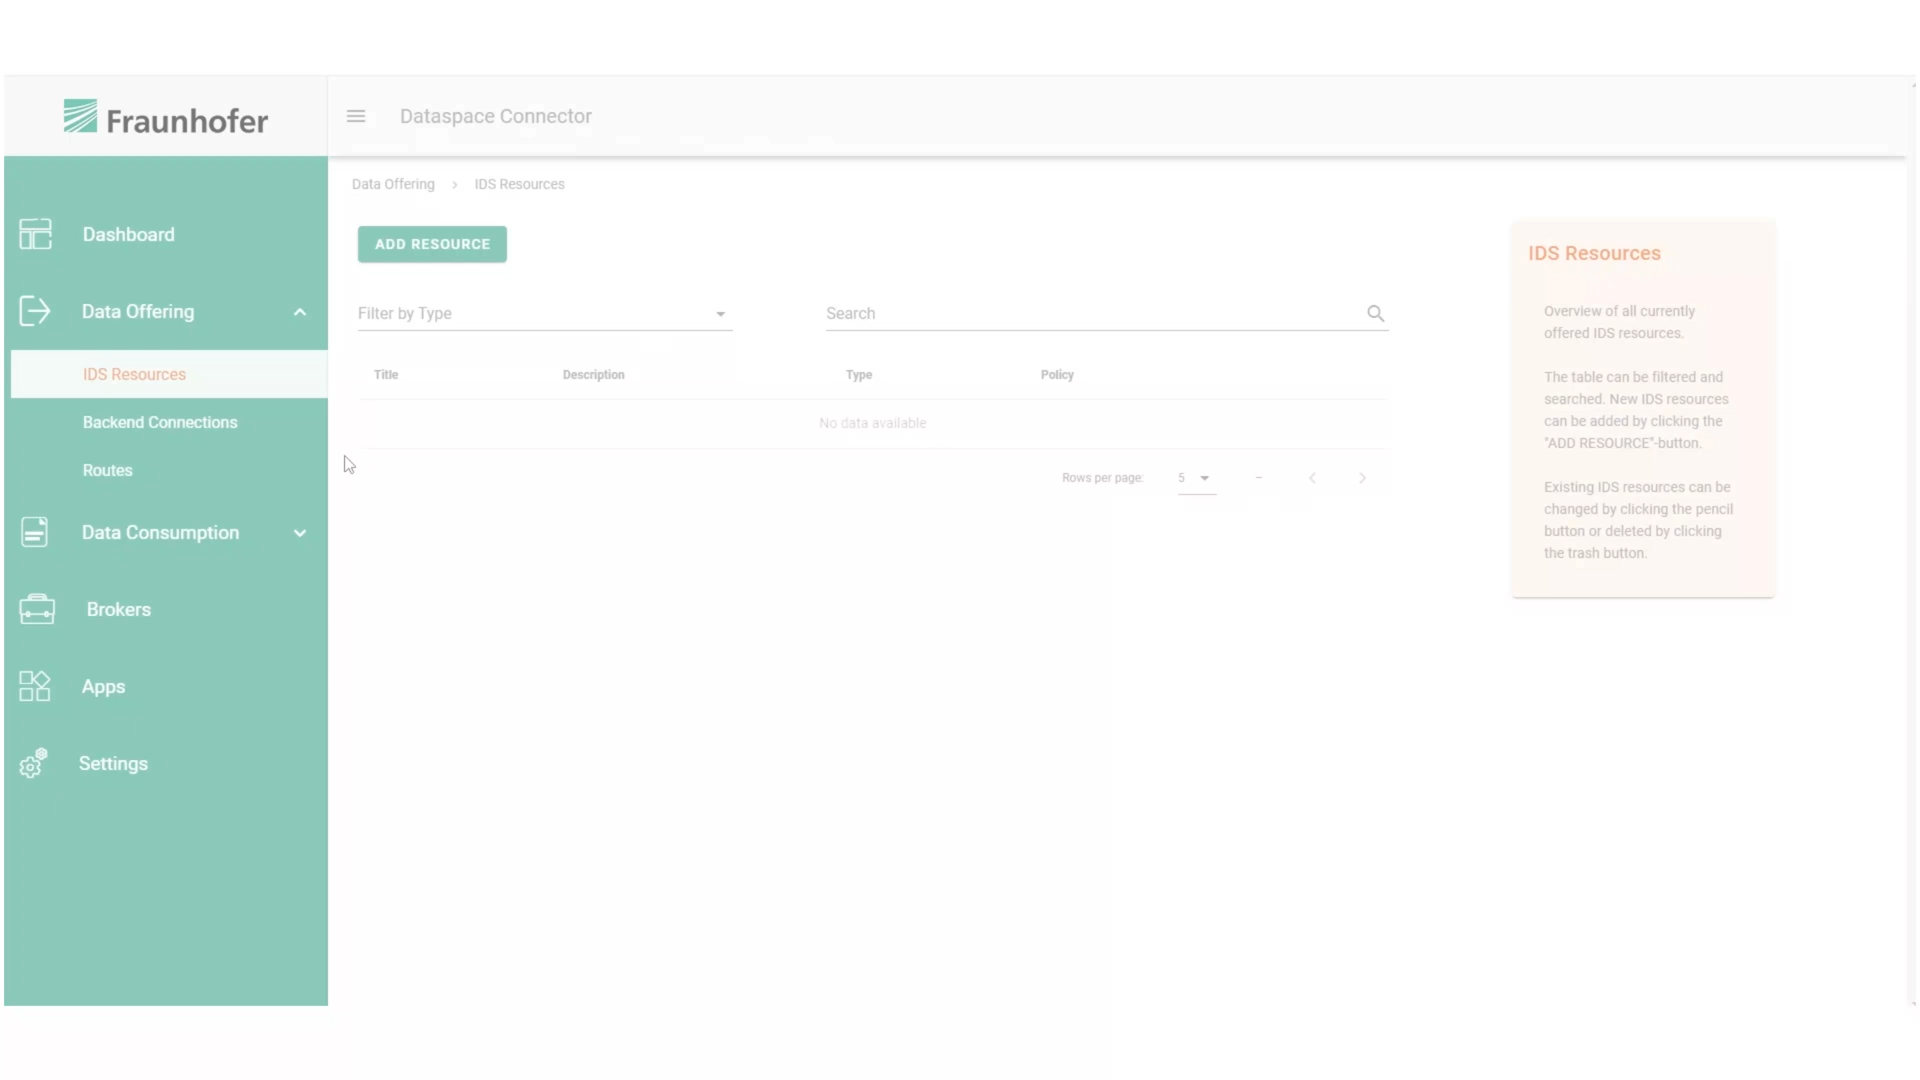 Fraunhofer
Dataspace Connector
Dashboard
Data Offering
IDS Resources
Backend Connections
Routes
Data Consumption
Brokers
Apps
Settings
Data Offering > IDS Resources
ADD RESOURCE
Filter by Type
Search
Title Description Type Policy
No data available
Rows per page: 5 –
IDS Resources
Overview of all currently
offered IDS resources.
The table can be filtered and
searched. New IDS resources
can be added by clicking the
"ADD RESOURCE"-button.
Existing IDS resources can be
changed by clicking the pencil
button or deleted by clicking
the trash button.